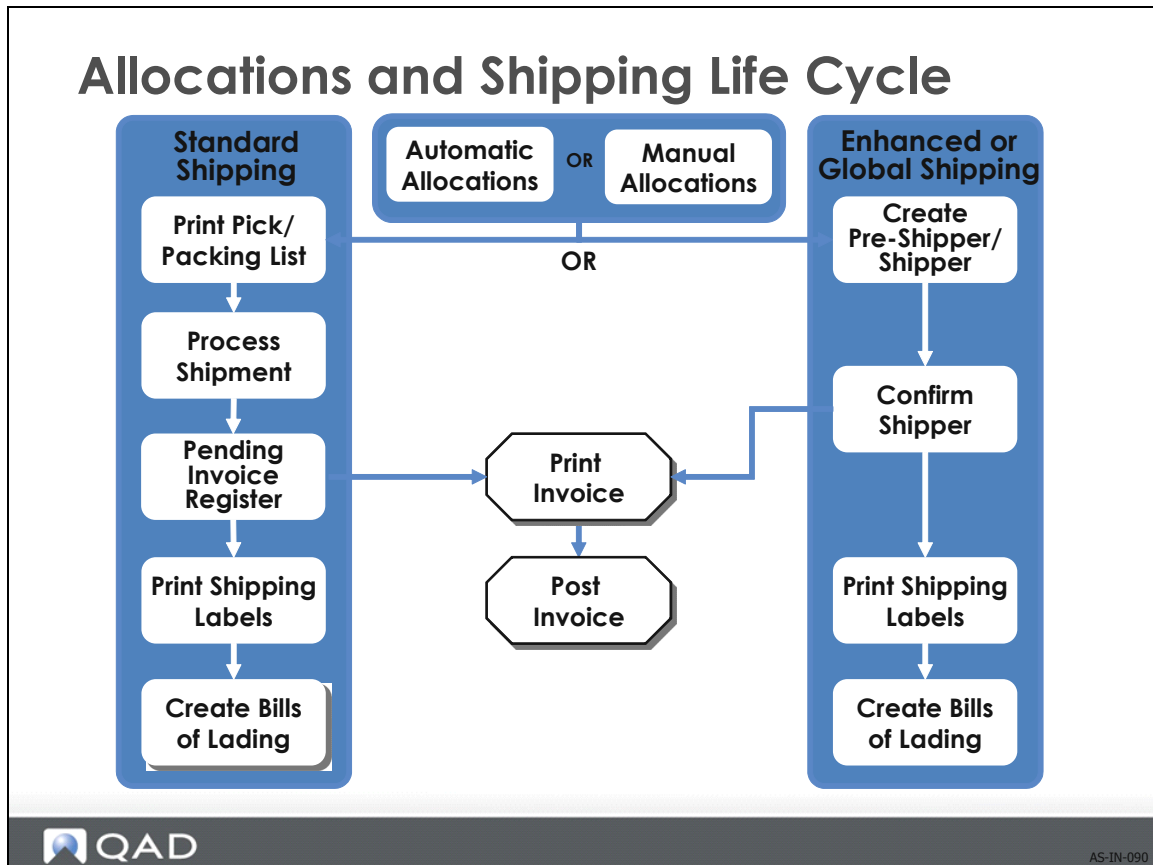 Allocations and Shipping Life Cycle
Standard
Shipping
Print Pick/
Packing List
Process
Shipment
Pending
Invoice
Register
Print Shipping
Labels
Create Bills
of Lading
Automatic
Allocations
OR
Manual
Allocations
OR
Print
Invoice
Post
Invoice
Enhanced or
Global Shipping
Create
Pre-Shipper/
Shipper
Confirm
Shipper
Print Shipping
Labels
Create Bills
of Lading
QAD
AS-IN-090